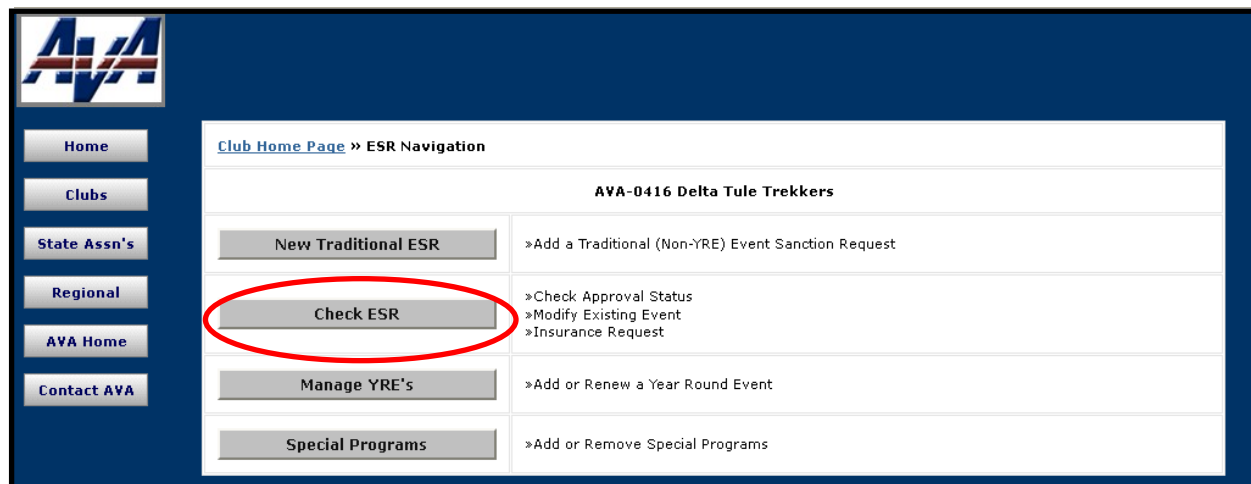 AVA
Home
Clubs
State Assn's
Regional
AVA Home
Contact AVA
Club Home Page » ESR Navigation
AVA-0416 Delta Tule Trekkers
New Traditional ESR
»Add a Traditional (Non-YRE) Event Sanction Request
Check ESR
»Check Approval Status
»Modify Existing Event
»Insurance Request
Manage YRE's
»Add or Renew a Year Round Event
Special Programs
»Add or Remove Special Programs